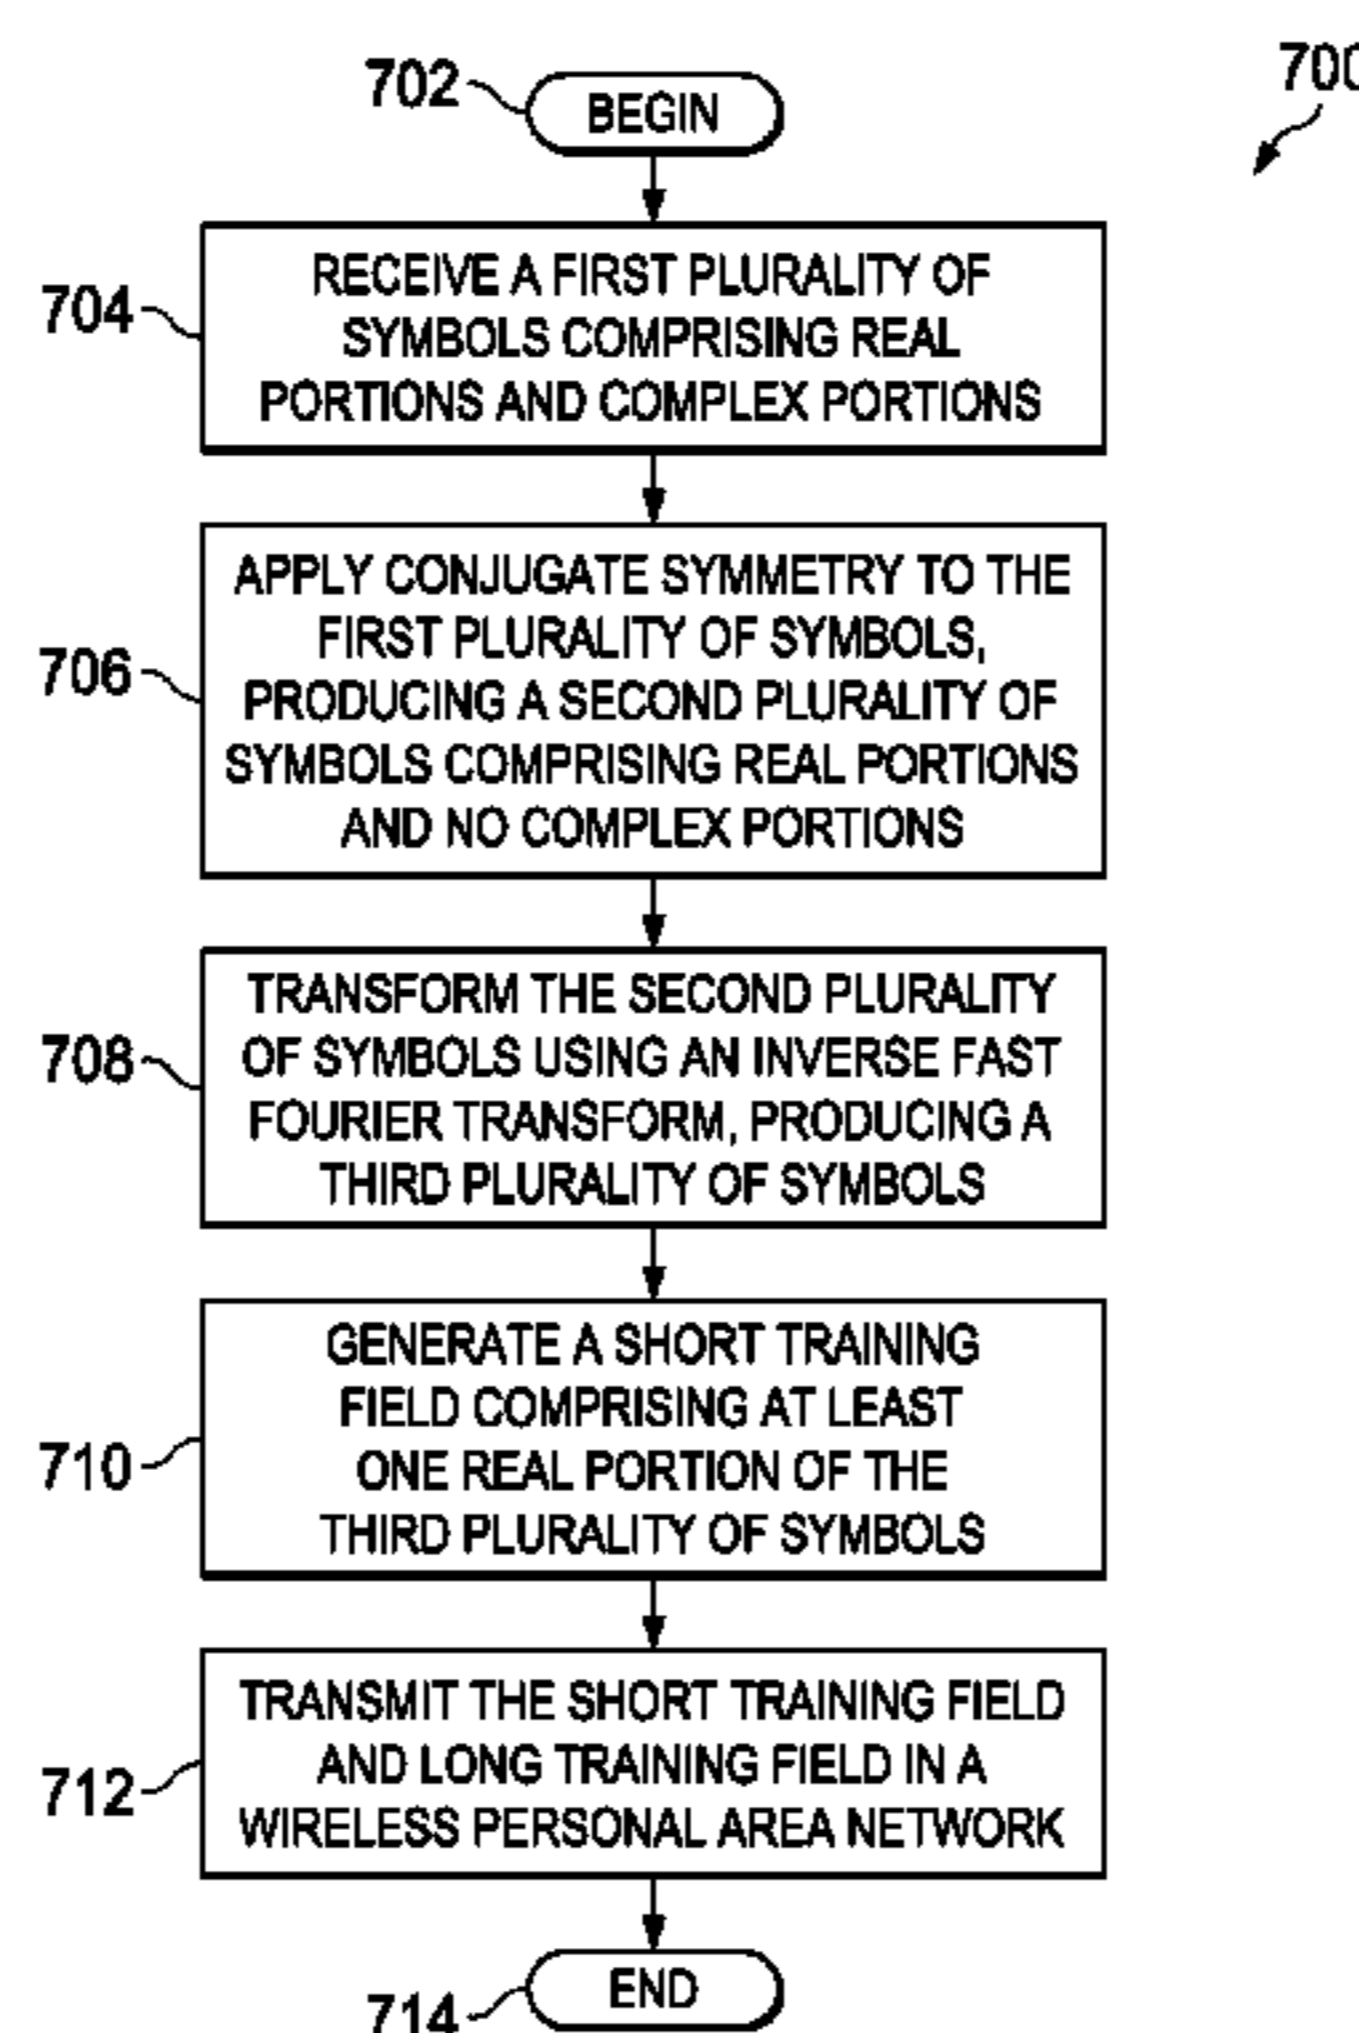 702
BEGIN
700
704
RECEIVE A FIRST PLURALITY OF
SYMBOLS COMPRISING REAL
PORTIONS AND COMPLEX PORTIONS
706
APPLY CONJUGATE SYMMETRY TO THE
FIRST PLURALITY OF SYMBOLS,
PRODUCING A SECOND PLURALITY OF
SYMBOLS COMPRISING REAL PORTIONS
AND NO COMPLEX PORTIONS
708
TRANSFORM THE SECOND PLURALITY
OF SYMBOLS USING AN INVERSE FAST
FOURIER TRANSFORM, PRODUCING A
THIRD PLURALITY OF SYMBOLS
710
GENERATE A SHORT TRAINING
FIELD COMPRISING AT LEAST
ONE REAL PORTION OF THE
THIRD PLURALITY OF SYMBOLS
712
TRANSMIT THE SHORT TRAINING FIELD
AND LONG TRAINING FIELD IN A
WIRELESS PERSONAL AREA NETWORK
714
END